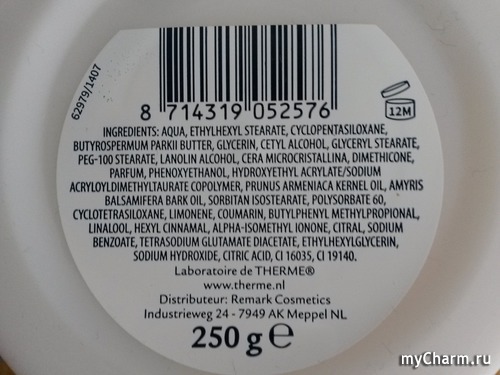 62979/1407
8 714319 052576
12M
INGREDIENTS: AQUA, ETHYLHEXYL STEARATE, CYCLOPENTASILOXANE,
BUTYROSPERMUM PARKII BUTTER, GLYCERIN, CETYL ALCOHOL, GLYCERYL STEARATE,
PEG-100 STEARATE, LANOLIN ALCOHOL, CERA MICROCRISTALLINA, DIMETHICONE,
PARFUM, PHENOXYETHANOL, HYDROXYETHYL ACRYLATE/SODIUM
ACRYLOYLDIMETHYLTAURATE COPOLYMER, PRUNUS ARMENIACA KERNEL OIL, AMYRIS
BALSAMIFERA BARK OIL, SORBITAN ISOSTEARATE, POLYSORBATE 60,
CYCLOTETRASILOXANE, LIMONENE, COUMARIN, BUTYLPHENYL METHYLPROPIONAL,
LINALOOL, HEXYL CINNAMAL, ALPHA-ISOMETHYL IONONE, CITRAL, SODIUM
BENZOATE, TETRASODIUM GLUTAMATE DIACETATE, ETHYLHEXYLGLYCERIN,
SODIUM HYDROXIDE, CITRIC ACID, CI 16035, CI 19140.
Laboratoire de THERME®
www.therme.nl
Distributeur: Remark Cosmetics
Industrieweg 24 - 7949 AK Meppel NL
250 g ℮
myCharm.ru